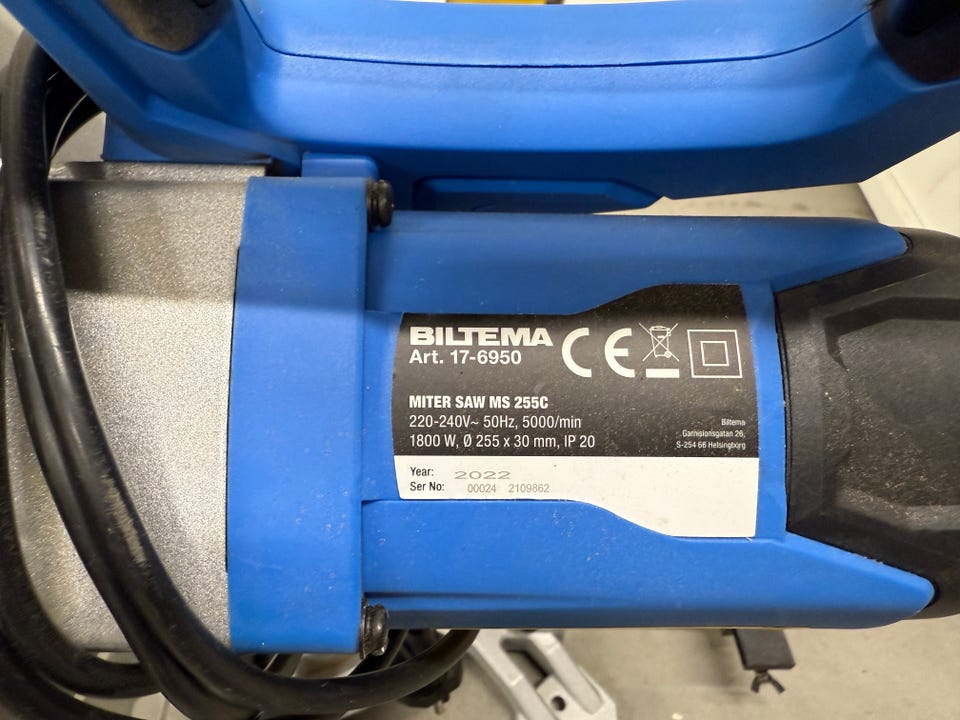 BILTEMA
Art. 17-6950
CE
MITER SAW MS 255C
220-240V~ 50Hz, 5000/min
1800 W, Ø 255 x 30 mm, IP 20
Biltema
Garnisionsgatan 26,
S-254 66 Helsingborg
Year: 2022
Ser No: 00024 2109862